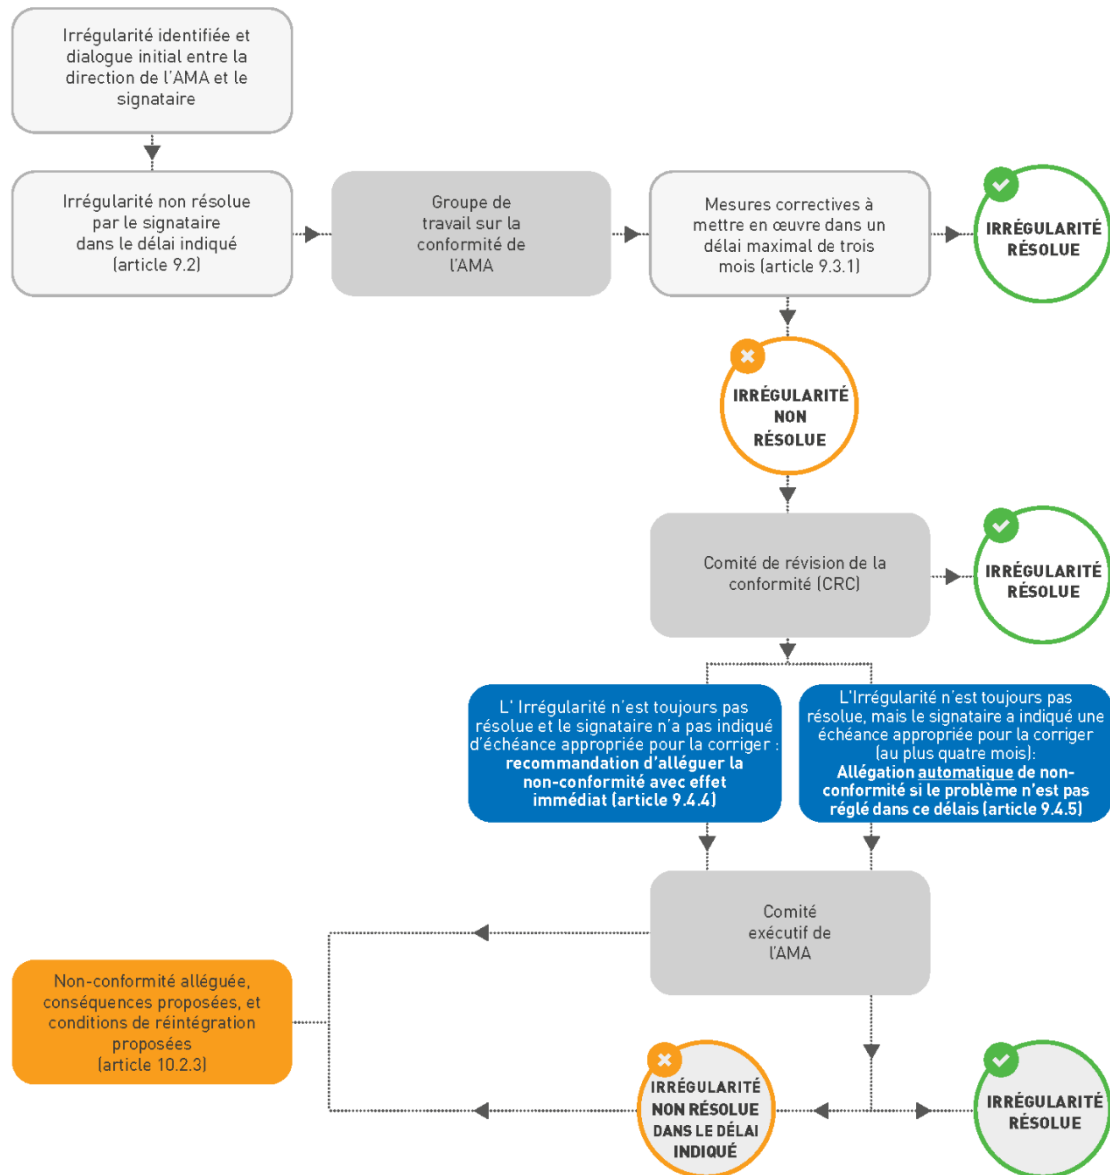 Irrégularité identifiée et
dialogue initial entre la
direction de l'AMA et le
signataire
Irrégularité non résolue
par le signataire
dans le délai indiqué
(article 9.2)
Groupe de
travail sur la
conformité de
l'AMA
Mesures correctives à
mettre en œuvre dans un
délai maximal de trois
mois (article 9.3.1)
IRRÉGULARITÉ
RÉSOLUE
IRRÉGULARITÉ
NON
RÉSOLUE
Comité de révision de la
conformité (CRC)
IRRÉGULARITÉ
RÉSOLUE
L' Irrégularité n'est toujours pas
résolue et le signataire n'a pas indiqué
d'échéance appropriée pour la corriger :
recommandation d'alléguer la
non-conformité avec effet
immédiat (article 9.4.4)
L'Irrégularité n'est toujours pas
résolue, mais le signataire a indiqué une
échéance appropriée pour la corriger
(au plus quatre mois):
Allégation automatique de non-
conformité si le problème n'est pas
réglé dans ce délais (article 9.4.5)
Comité
exécutif de
l'AMA
Non-conformité alléguée,
conséquences proposées, et
conditions de réintégration
proposées
(article 10.2.3)
IRRÉGULARITÉ
NON RÉSOLUE
DANS LE DÉLAI
INDIQUÉ
IRRÉGULARITÉ
RÉSOLUE